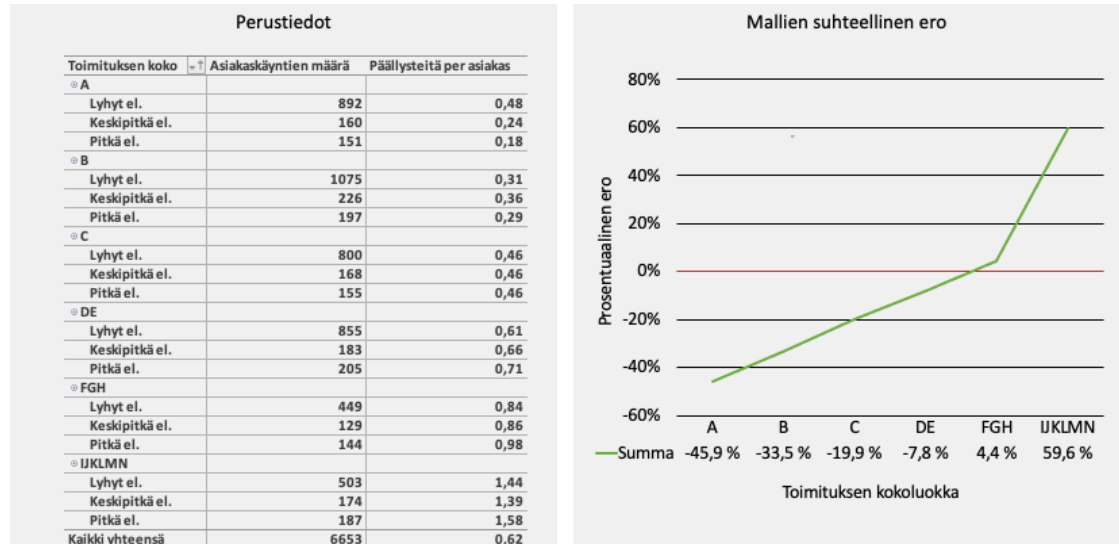 Perustiedot
Toimituksen koko Asiakaskäyntien määrä Päällysteitä per asiakas
A
Lyhyt el. 892 0,48
Keskipitkä el. 160 0,24
Pitkä el. 151 0,18
B
Lyhyt el. 1075 0,31
Keskipitkä el. 226 0,36
Pitkä el. 197 0,29
C
Lyhyt el. 800 0,46
Keskipitkä el. 168 0,46
Pitkä el. 155 0,46
DE
Lyhyt el. 855 0,61
Keskipitkä el. 183 0,66
Pitkä el. 205 0,71
FGH
Lyhyt el. 449 0,84
Keskipitkä el. 129 0,86
Pitkä el. 144 0,98
IJKLMN
Lyhyt el. 503 1,44
Keskipitkä el. 174 1,39
Pitkä el. 187 1,58
Kaikki yhteensä 6653 0,62
Mallien suhteellinen ero
Prosentuaalinen ero
80%
60%
40%
20%
0%
-20%
-40%
-60%
A B C DE FGH IJKLMN
Summa -45,9 % -33,5 % -19,9 % -7,8 % 4,4 % 59,6 %
Toimituksen kokoluokka